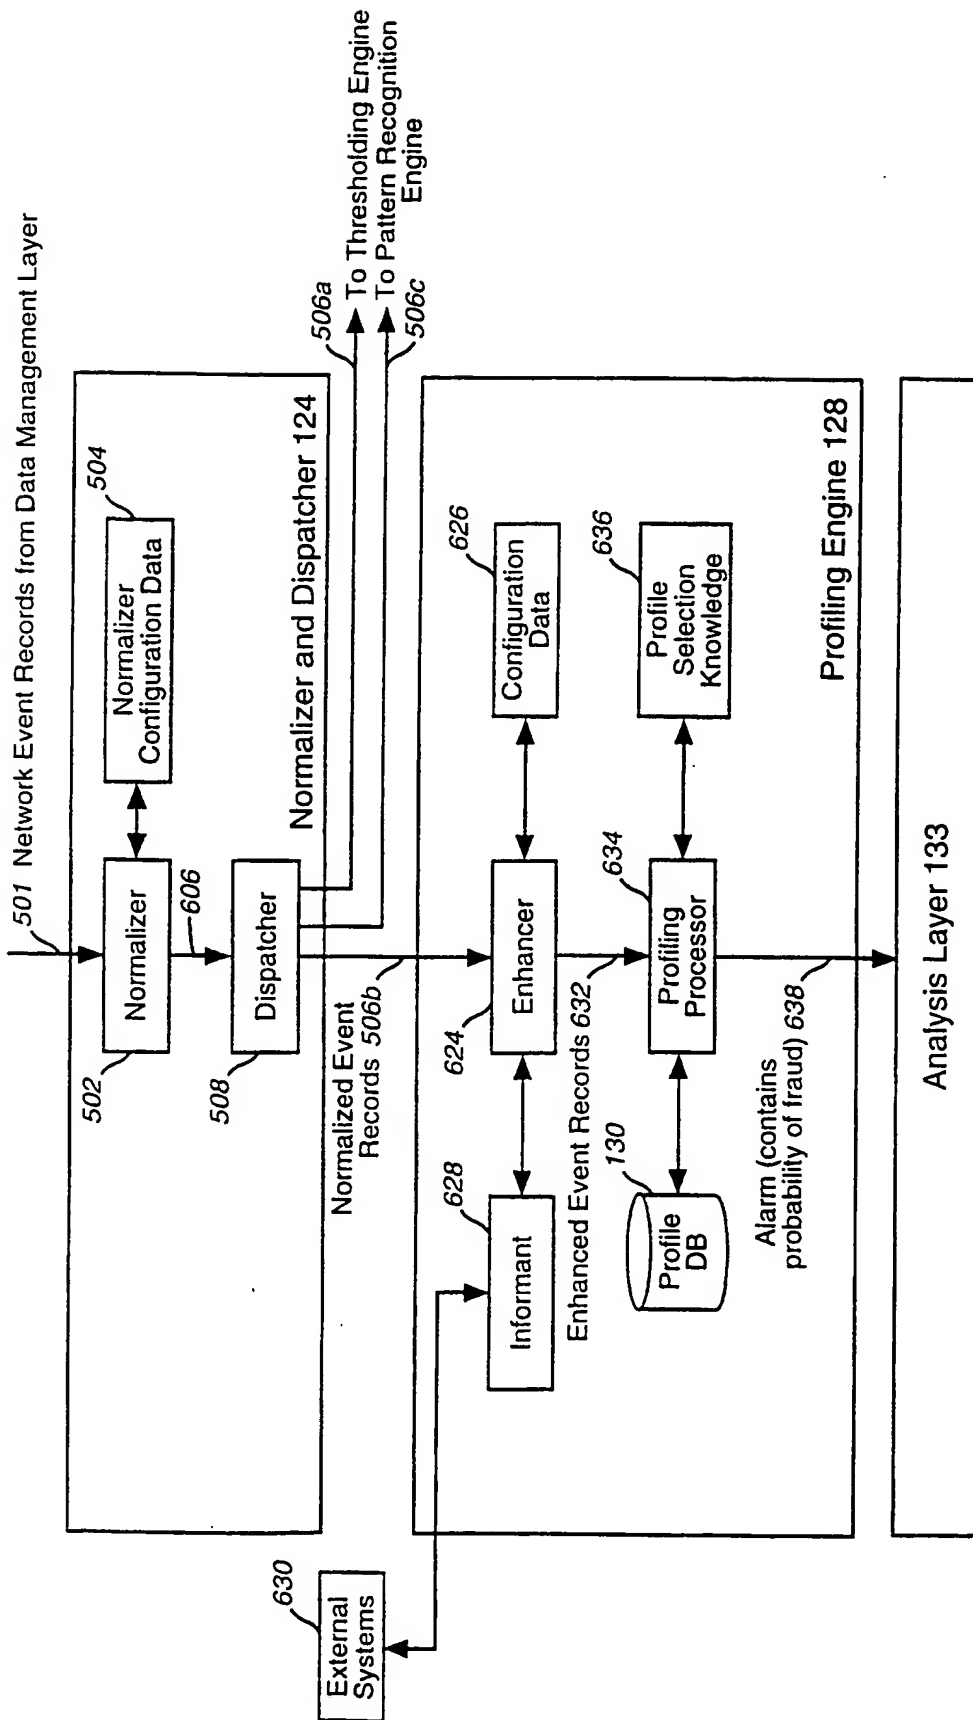 501 Network Event Records from Data Management Layer
502
Normalizer
504
Normalizer
Configuration Data
606
508
Dispatcher
Normalizer and Dispatcher 124
506a
To Thresholding Engine
To Pattern Recognition
Engine
506c
Normalized Event
Records 506b
630
External
Systems
628
Informant
624
Enhancer
626
Configuration
Data
Enhanced Event Records 632
130
Profile
DB
634
Profiling
Processor
636
Profile
Selection
Knowledge
Alarm (contains
probability of fraud) 638
Profiling Engine 128
Analysis Layer 133